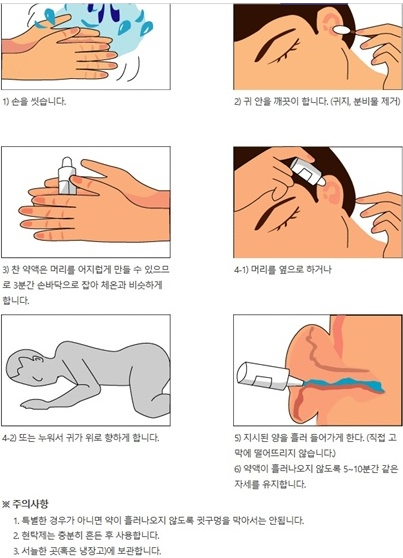 1) 손을 씻습니다.
2) 귀 안을 깨끗이 합니다. (귀지, 분비물 제거)
3) 찬 약액은 머리를 어지럽게 만들 수 있으므
로 3분간 손바닥으로 잡아 체온과 비슷하게
합니다.
4-1) 머리를 옆으로 하거나
4-2) 또는 누워서 귀가 위로 향하게 합니다.
5) 지시된 양을 흘러 들어가게 한다. (직접 고
막에 떨어뜨리지 않습니다.)
6) 약액이 흘러나오지 않도록 5~10분간 같은
자세를 유지합니다.
※ 주의사항
1. 특별한 경우가 아니면 약이 흘러나오지 않도록 귓구멍을 막아서는 안됩니다.
2. 현탁제는 충분히 흔든 후 사용합니다.
3. 서늘한 곳(혹은 냉장고)에 보관합니다.